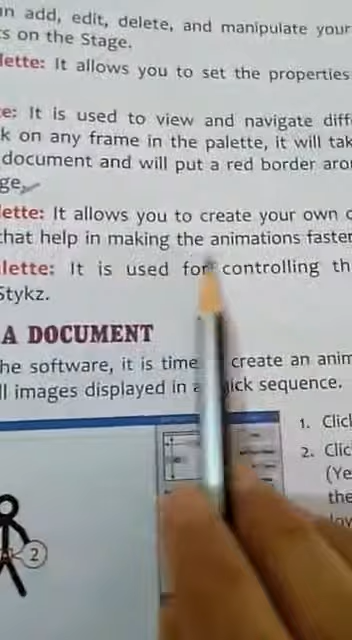 an add, edit, delete, and manipulate your
s on the Stage.
lette: It allows you to set the properties
e: It is used to view and navigate diff
k on any frame in the palette, it will tak
document and will put a red border aro
ge.
lette: It allows you to create your own c
that help in making the animations faster
lette: It is used for controlling th
Stykz.
A DOCUMENT
he software, it is time create an anim
ll images displayed in a ick sequence.
1. Clic
2. Clic
(Ye
the
2